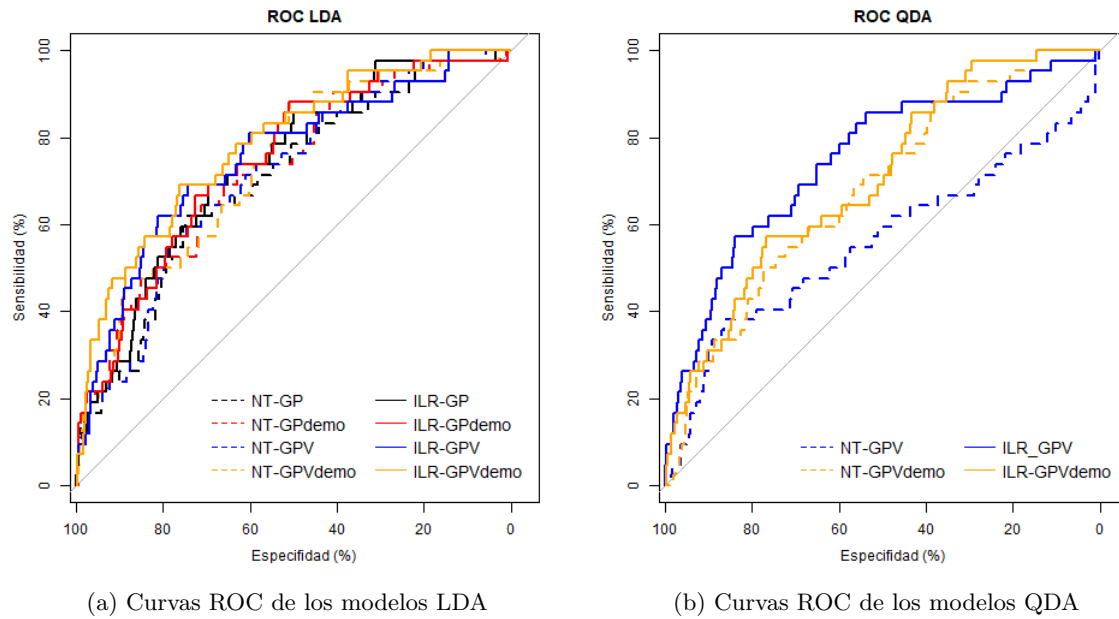 ROC LDA
Sensibilidad (%)
100
80
60
40
20
0
NT-GP
NT-GPdemo
NT-GPV
NT-GPVdemo
ILR-GP
ILR-GPdemo
ILR-GPV
ILR-GPVdemo
100 80 60 40 20 0
Especifidad (%)
(a) Curvas ROC de los modelos LDA
ROC QDA
Sensibilidad (%)
100
80
60
40
20
0
NT-GPV
NT-GPVdemo
ILR_GPV
ILR-GPVdemo
100 80 60 40 20 0
Especifidad (%)
(b) Curvas ROC de los modelos QDA